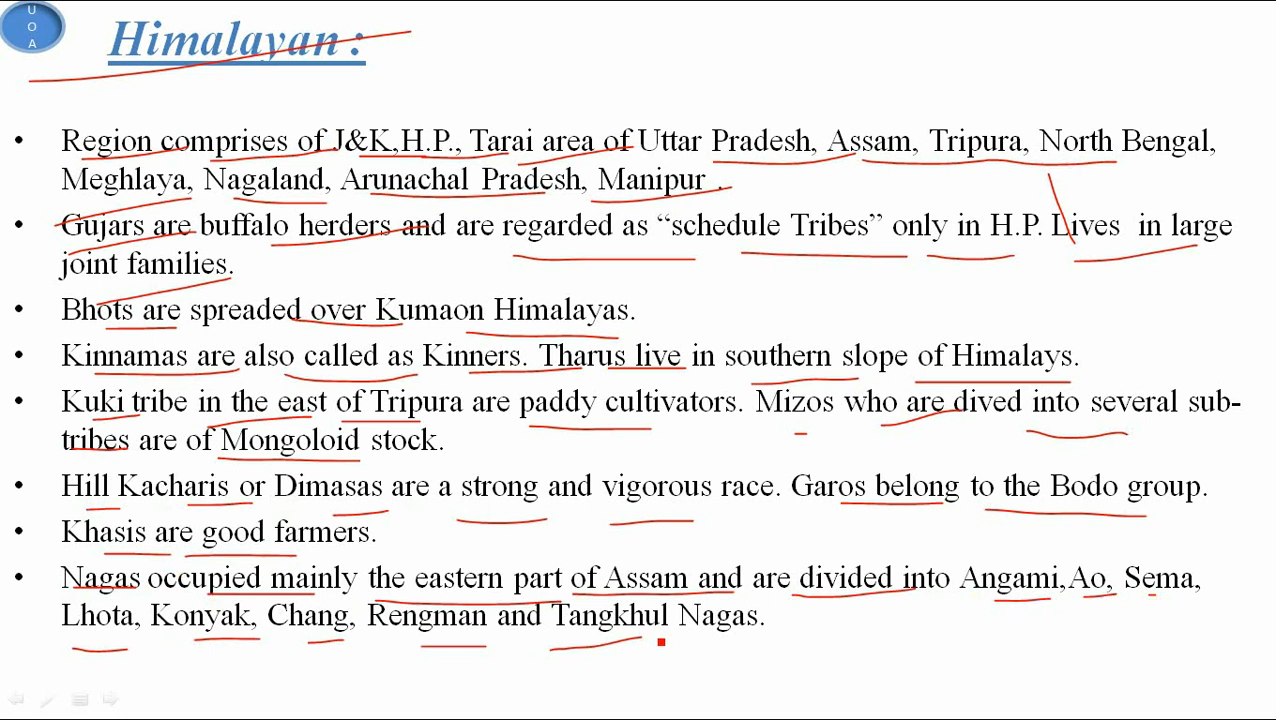 UOA
Himalayan :
• Region comprises of J&K,H.P., Tarai area of Uttar Pradesh, Assam, Tripura, North Bengal,
Meghlaya, Nagaland, Arunachal Pradesh, Manipur .
• Gujars are buffalo herders and are regarded as “schedule Tribes” only in H.P. Lives in large
joint families.
• Bhots are spreaded over Kumaon Himalayas.
• Kinnamas are also called as Kinners. Tharus live in southern slope of Himalays.
• Kuki tribe in the east of Tripura are paddy cultivators. Mizos who are dived into several sub-
tribes are of Mongoloid stock.
• Hill Kacharis or Dimasas are a strong and vigorous race. Garos belong to the Bodo group.
• Khasis are good farmers.
• Nagas occupied mainly the eastern part of Assam and are divided into Angami,Ao, Sema,
Lhota, Konyak, Chang, Rengman and Tangkhul Nagas.